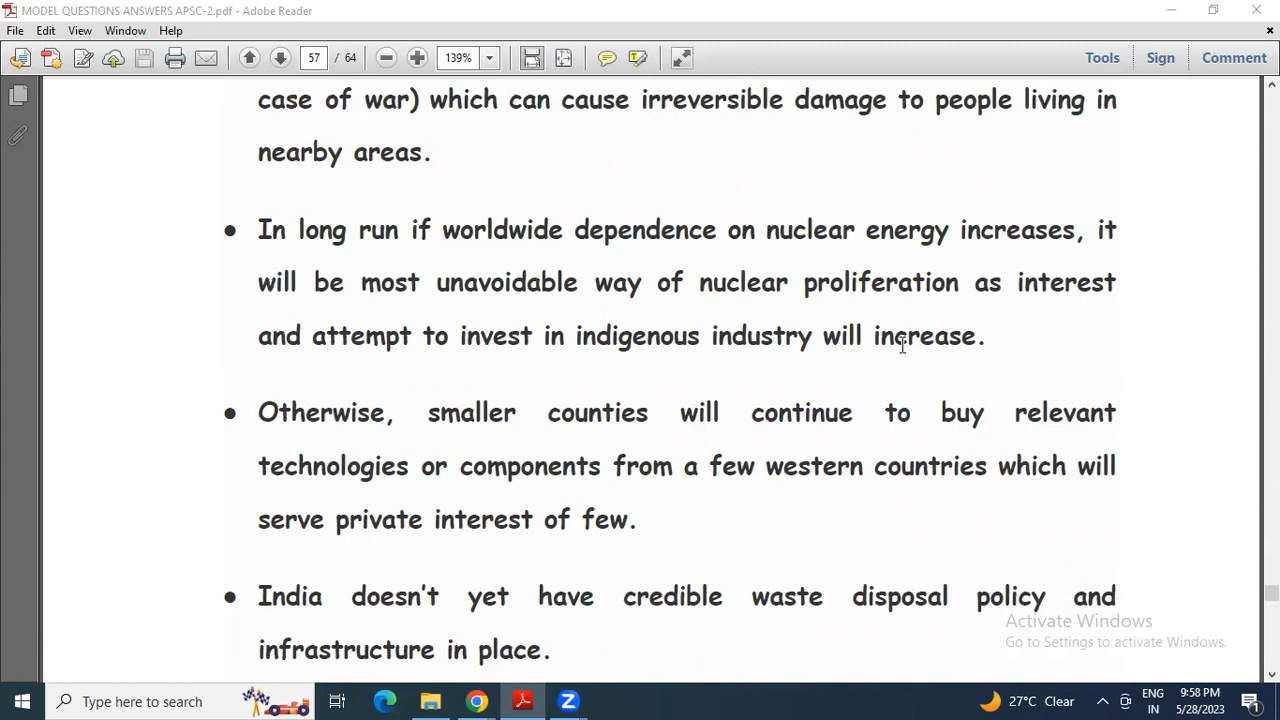 MODEL QUESTIONS ANSWERS APSC-2.pdf - Adobe Reader
File Edit View Window Help
57 / 64 139% Tools Sign Comment
case of war) which can cause irreversible damage to people living in
nearby areas.
• In long run if worldwide dependence on nuclear energy increases, it
will be most unavoidable way of nuclear proliferation as interest
and attempt to invest in indigenous industry will increase.
• Otherwise, smaller counties will continue to buy relevant
technologies or components from a few western countries which will
serve private interest of few.
• India doesn't yet have credible waste disposal policy and
infrastructure in place.
Activate Windows
Go to Settings to activate Windows.
Type here to search
27°C Clear
ENG
IN
9:58 PM
5/28/2023
1